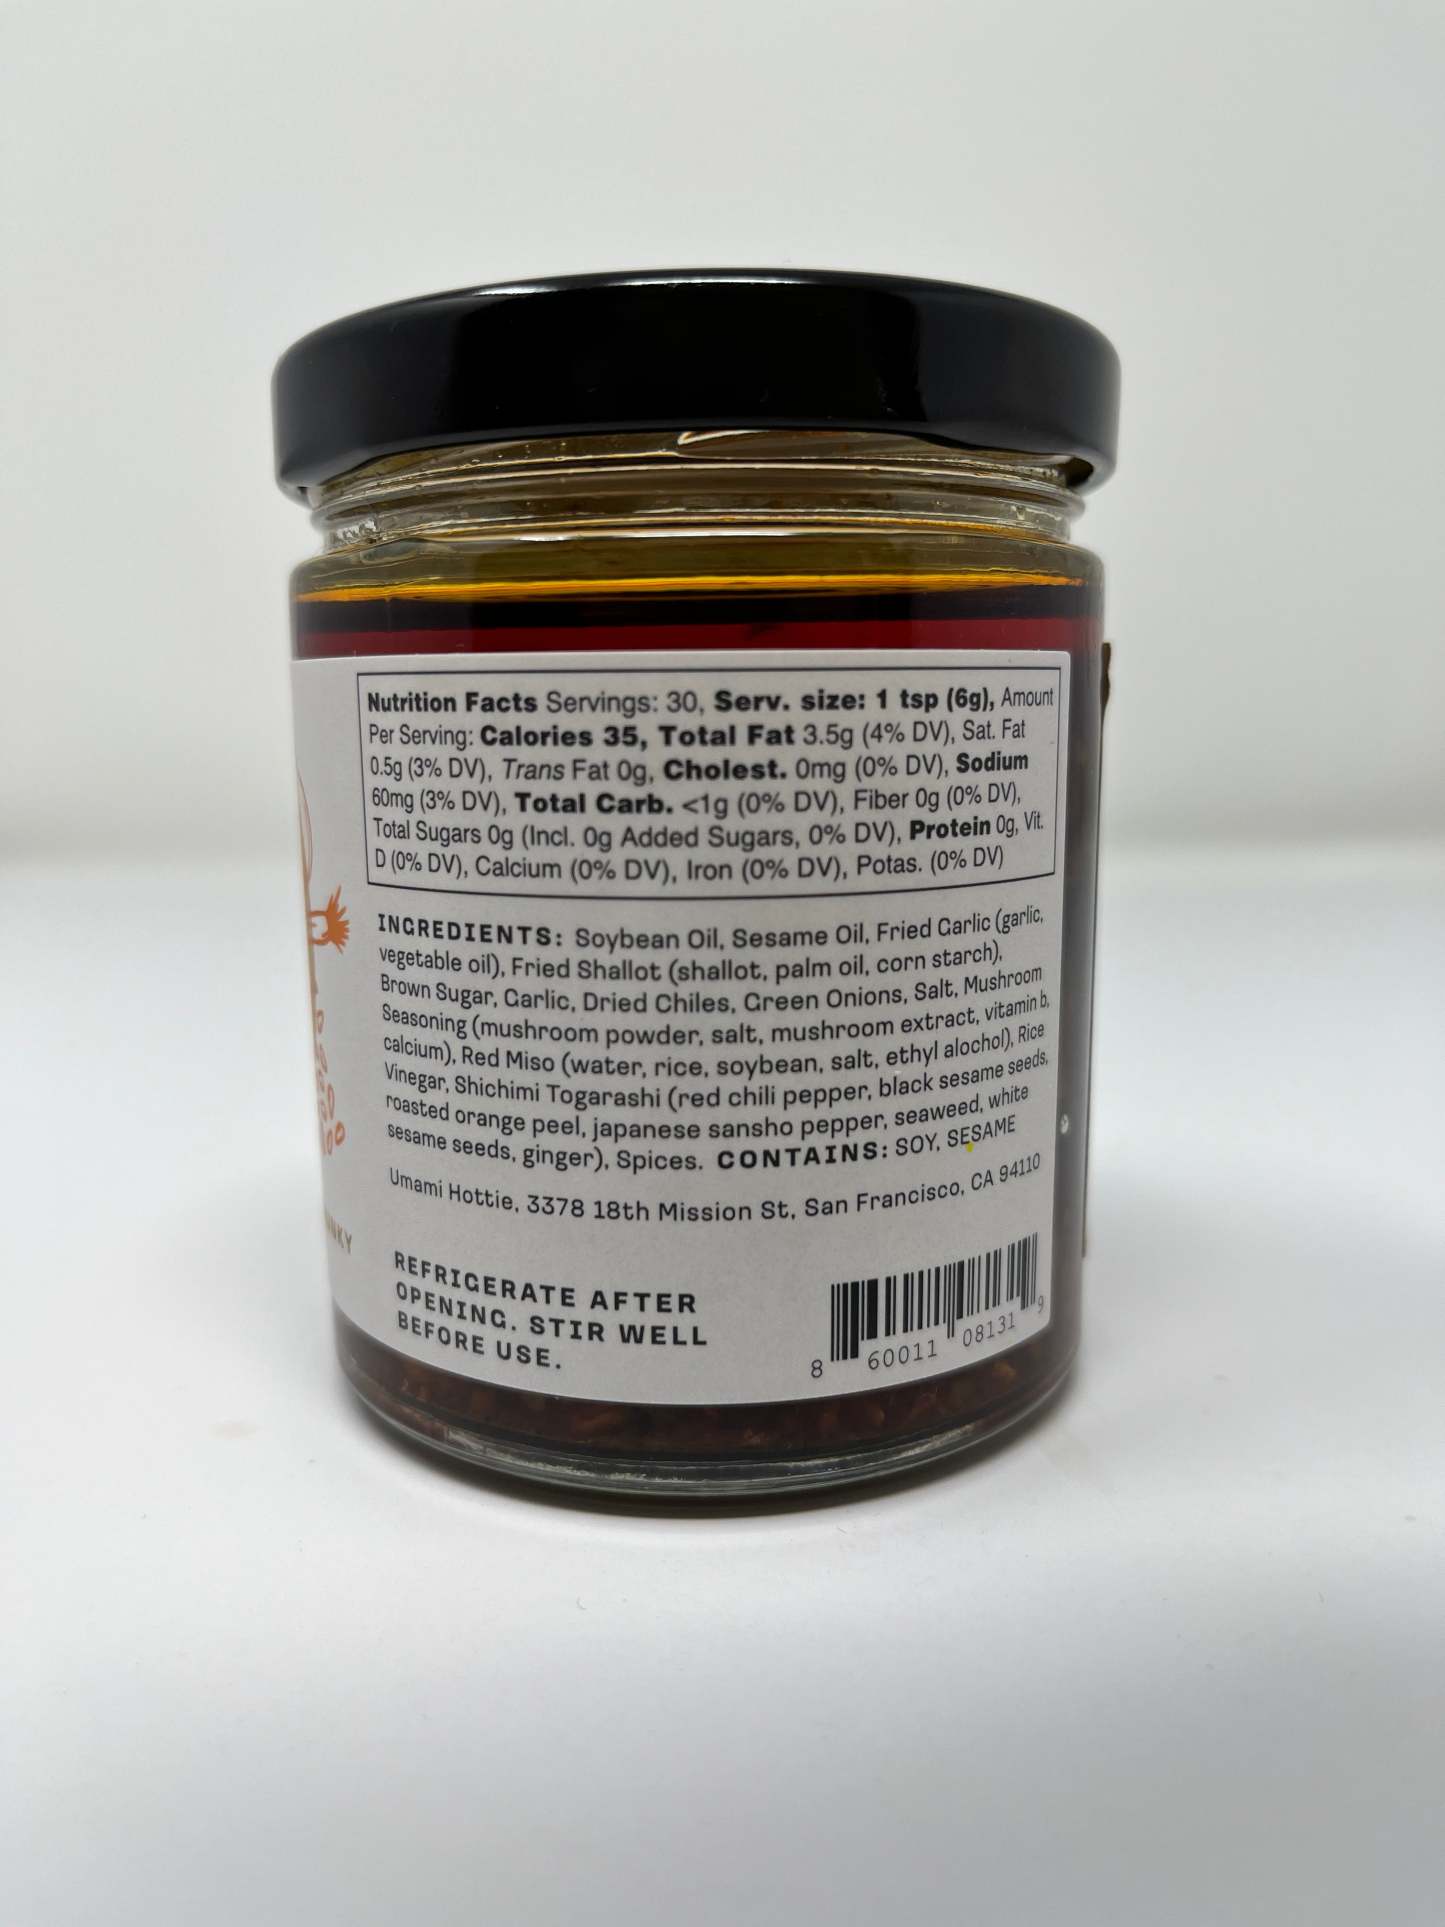 Nutrition Facts Servings: 30, Serv. size: 1 tsp (6g), Amount
Per Serving: Calories 35, Total Fat 3.5g (4% DV), Sat. Fat
0.5g (3% DV), Trans Fat 0g, Cholest. 0mg (0% DV), Sodium
60mg (3% DV), Total Carb. <1g (0% DV), Fiber 0g (0% DV),
Total Sugars 0g (Incl. 0g Added Sugars, 0% DV), Protein 0g, Vit.
D (0% DV), Calcium (0% DV), Iron (0% DV), Potas. (0% DV)
INGREDIENTS: Soybean Oil, Sesame Oil, Fried Garlic (garlic,
vegetable oil), Fried Shallot (shallot, palm oil, corn starch),
Brown Sugar, Garlic, Dried Chiles, Green Onions, Salt, Mushroom
Seasoning (mushroom powder, salt, mushroom extract, vitamin b,
calcium), Red Miso (water, rice, soybean, salt, ethyl alochol), Rice
Vinegar, Shichimi Togarashi (red chili pepper, black sesame seeds,
roasted orange peel, japanese sansho pepper, seaweed, white
sesame seeds, ginger), Spices. CONTAINS: SOY, SESAME
Umami Hottie, 3378 18th Mission St, San Francisco, CA 94110
REFRIGERATE AFTER
OPENING. STIR WELL
BEFORE USE.
8 60011 08131 9